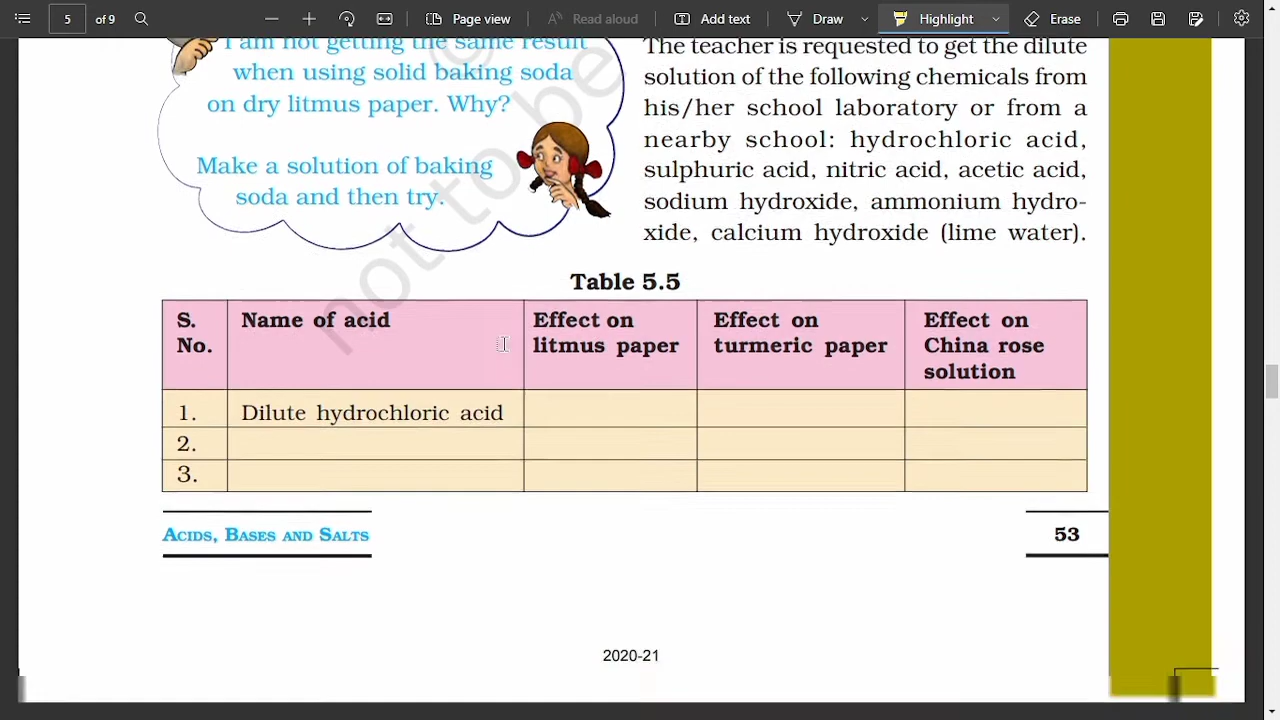 5 of 9 Page view Read aloud Add text Draw Highlight Erase
I am not getting the same result
when using solid baking soda
on dry litmus paper. Why?
Make a solution of baking
soda and then try.
The teacher is requested to get the dilute
solution of the following chemicals from
his/her school laboratory or from a
nearby school: hydrochloric acid,
sulphuric acid, nitric acid, acetic acid,
sodium hydroxide, ammonium hydro-
xide, calcium hydroxide (lime water).
not to be
Table 5.5
S. No. Name of acid Effect on litmus paper Effect on turmeric paper Effect on China rose solution
1. Dilute hydrochloric acid
2.
3.
ACIDS, BASES AND SALTS 53
2020-21